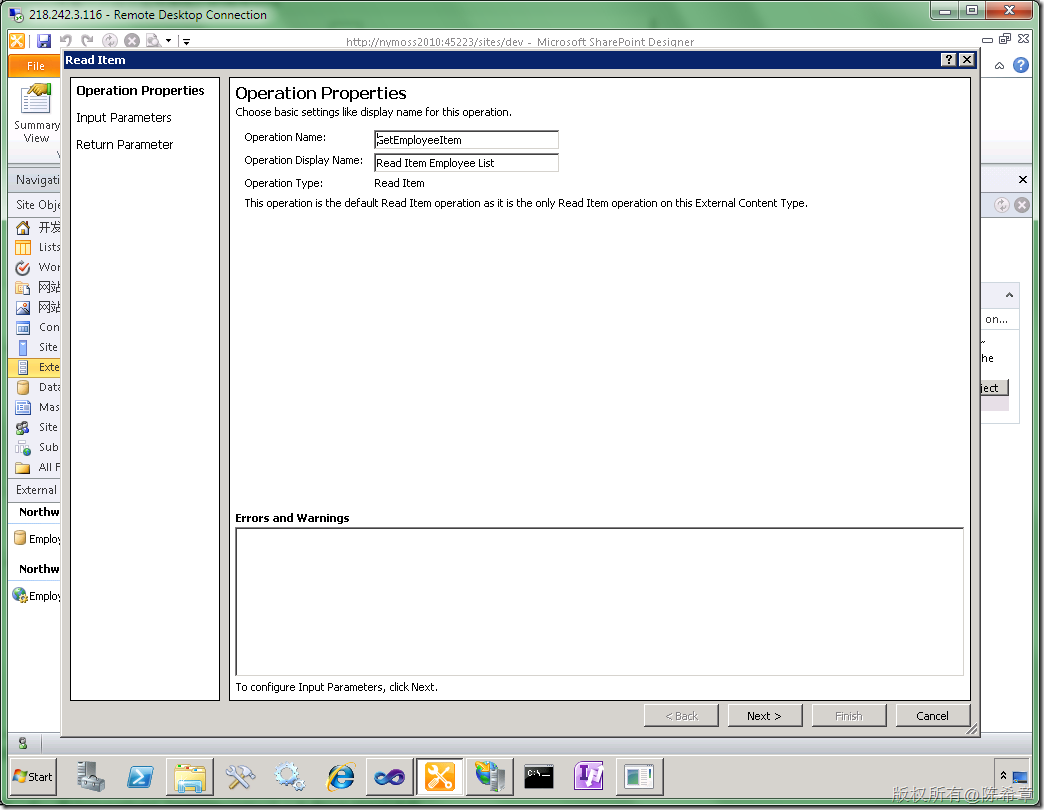 218.242.3.116 - Remote Desktop Connection
http://nymoss2010:45223/sites/dev - Microsoft SharePoint Designer
File
Read Item
Summary
View
Operation Properties
Input Parameters
Return Parameter
Operation Properties
Choose basic settings like display name for this operation.
Operation Name: GetEmployeeItem
Operation Display Name: Read Item Employee List
Operation Type: Read Item
This operation is the default Read Item operation as it is the only Read Item operation on this External Content Type.
Navigati
Site Obje
开发
Lists
Wor
网站
网站
Con
Site
Exte
Data
Mas
Site
Sub
All F
External
Northw
Employ
Northw
Employ
on...
he
ject
Errors and Warnings
To configure Input Parameters, click Next.
< Back
Next >
Finish
Cancel
Start
C:\
版权所有@陈希章